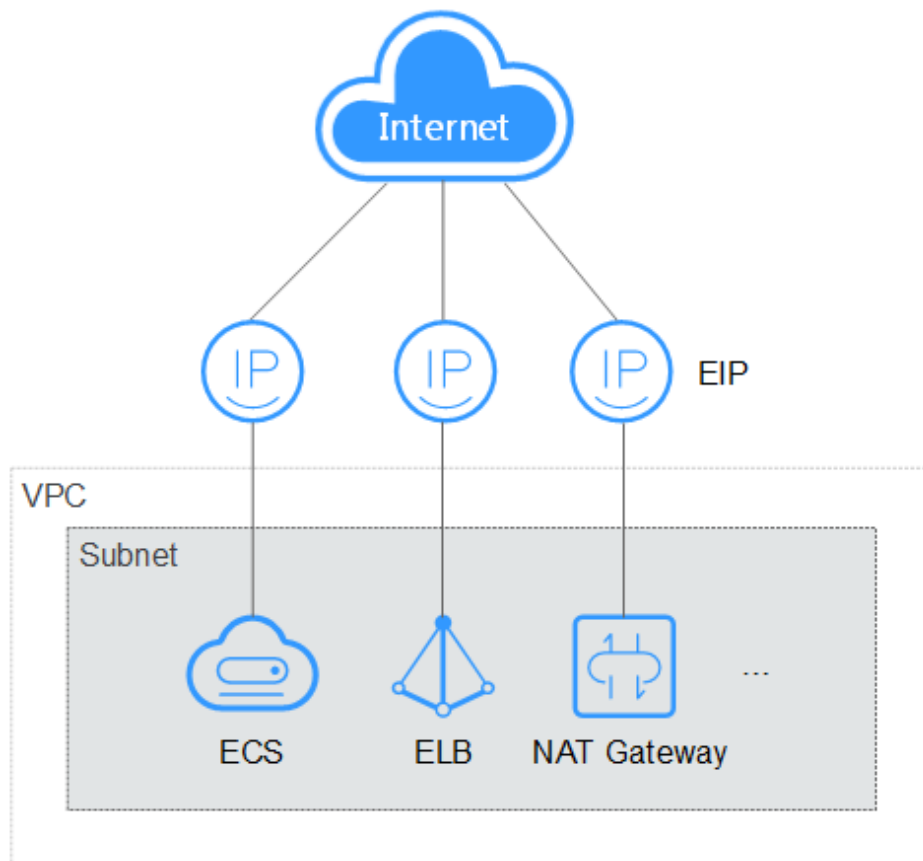 Internet
IP
IP
IP
EIP
VPC
Subnet
...
ECS
ELB
NAT Gateway